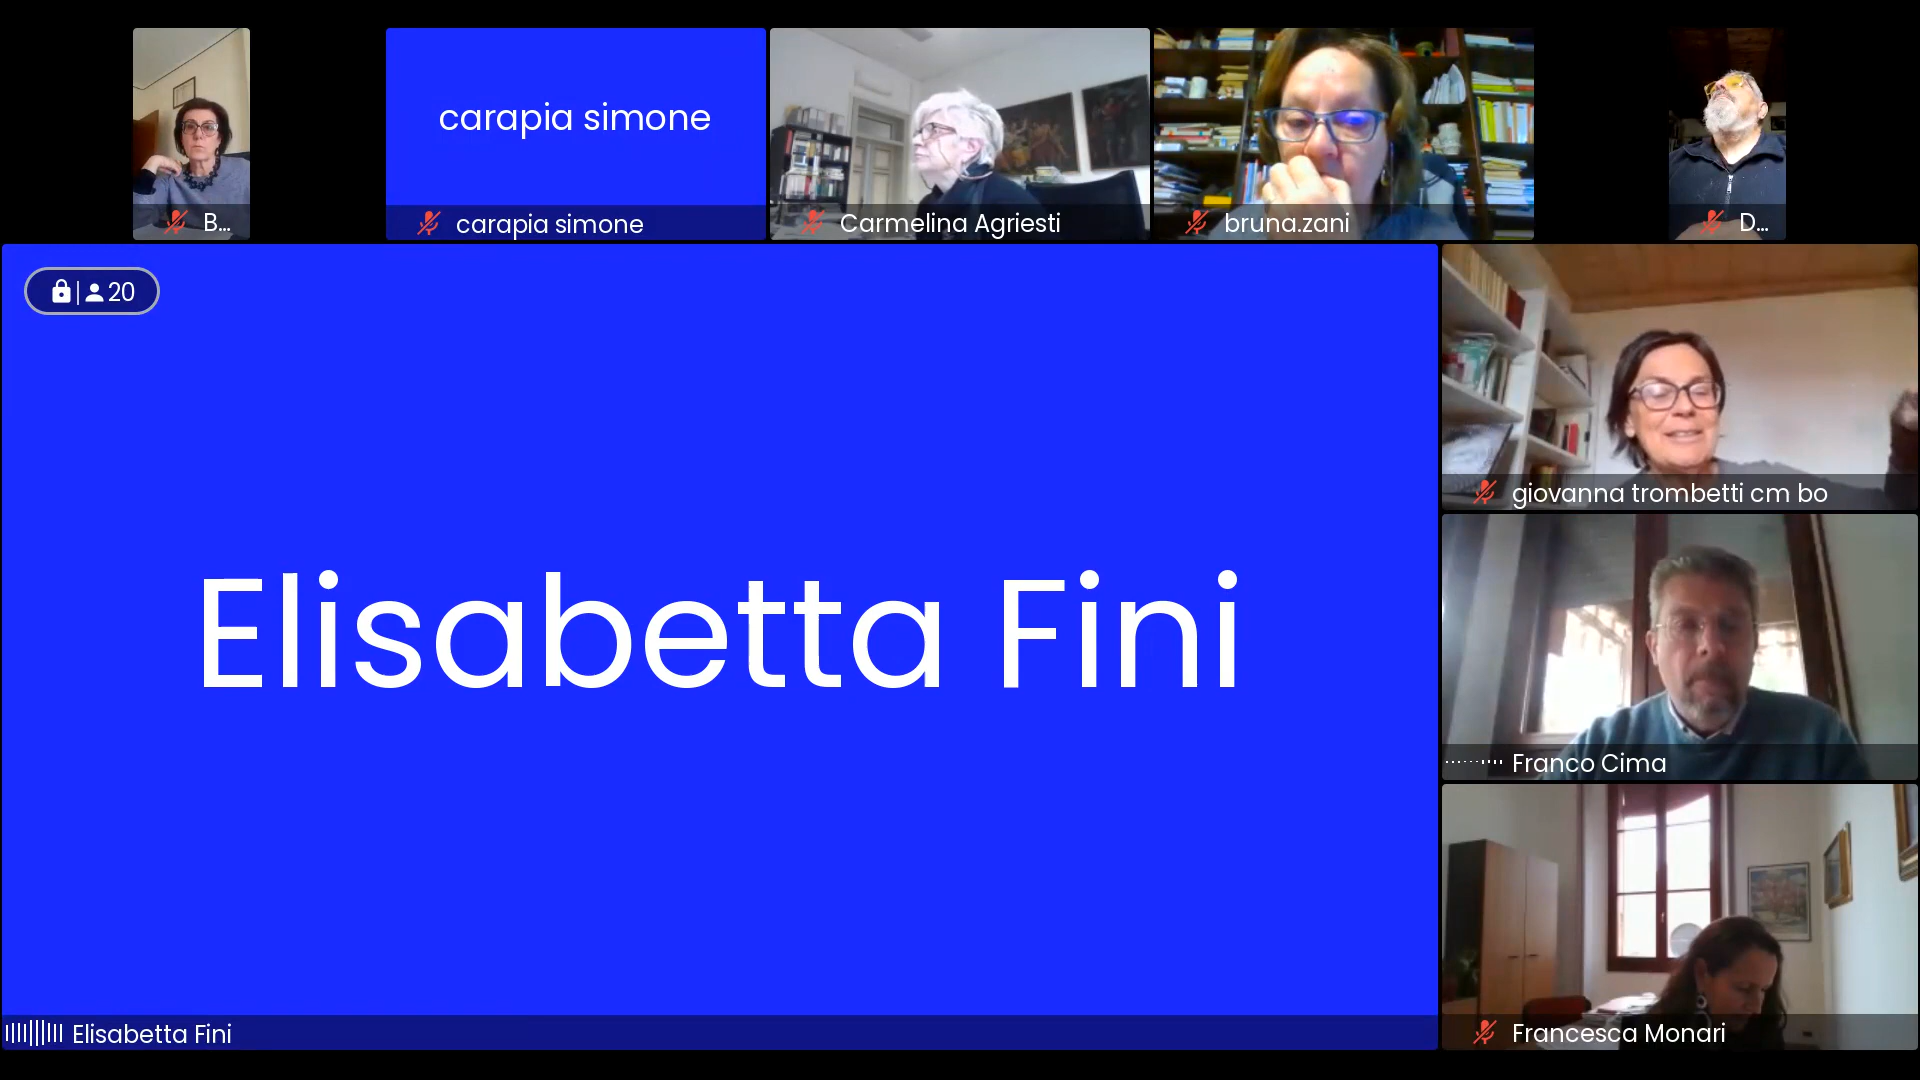 B...
carapia simone
carapia simone
Carmelina Agriesti
bruna.zani
D...
20
Elisabetta Fini
giovanna trombetti cm bo
Franco Cima
Elisabetta Fini
Francesca Monari